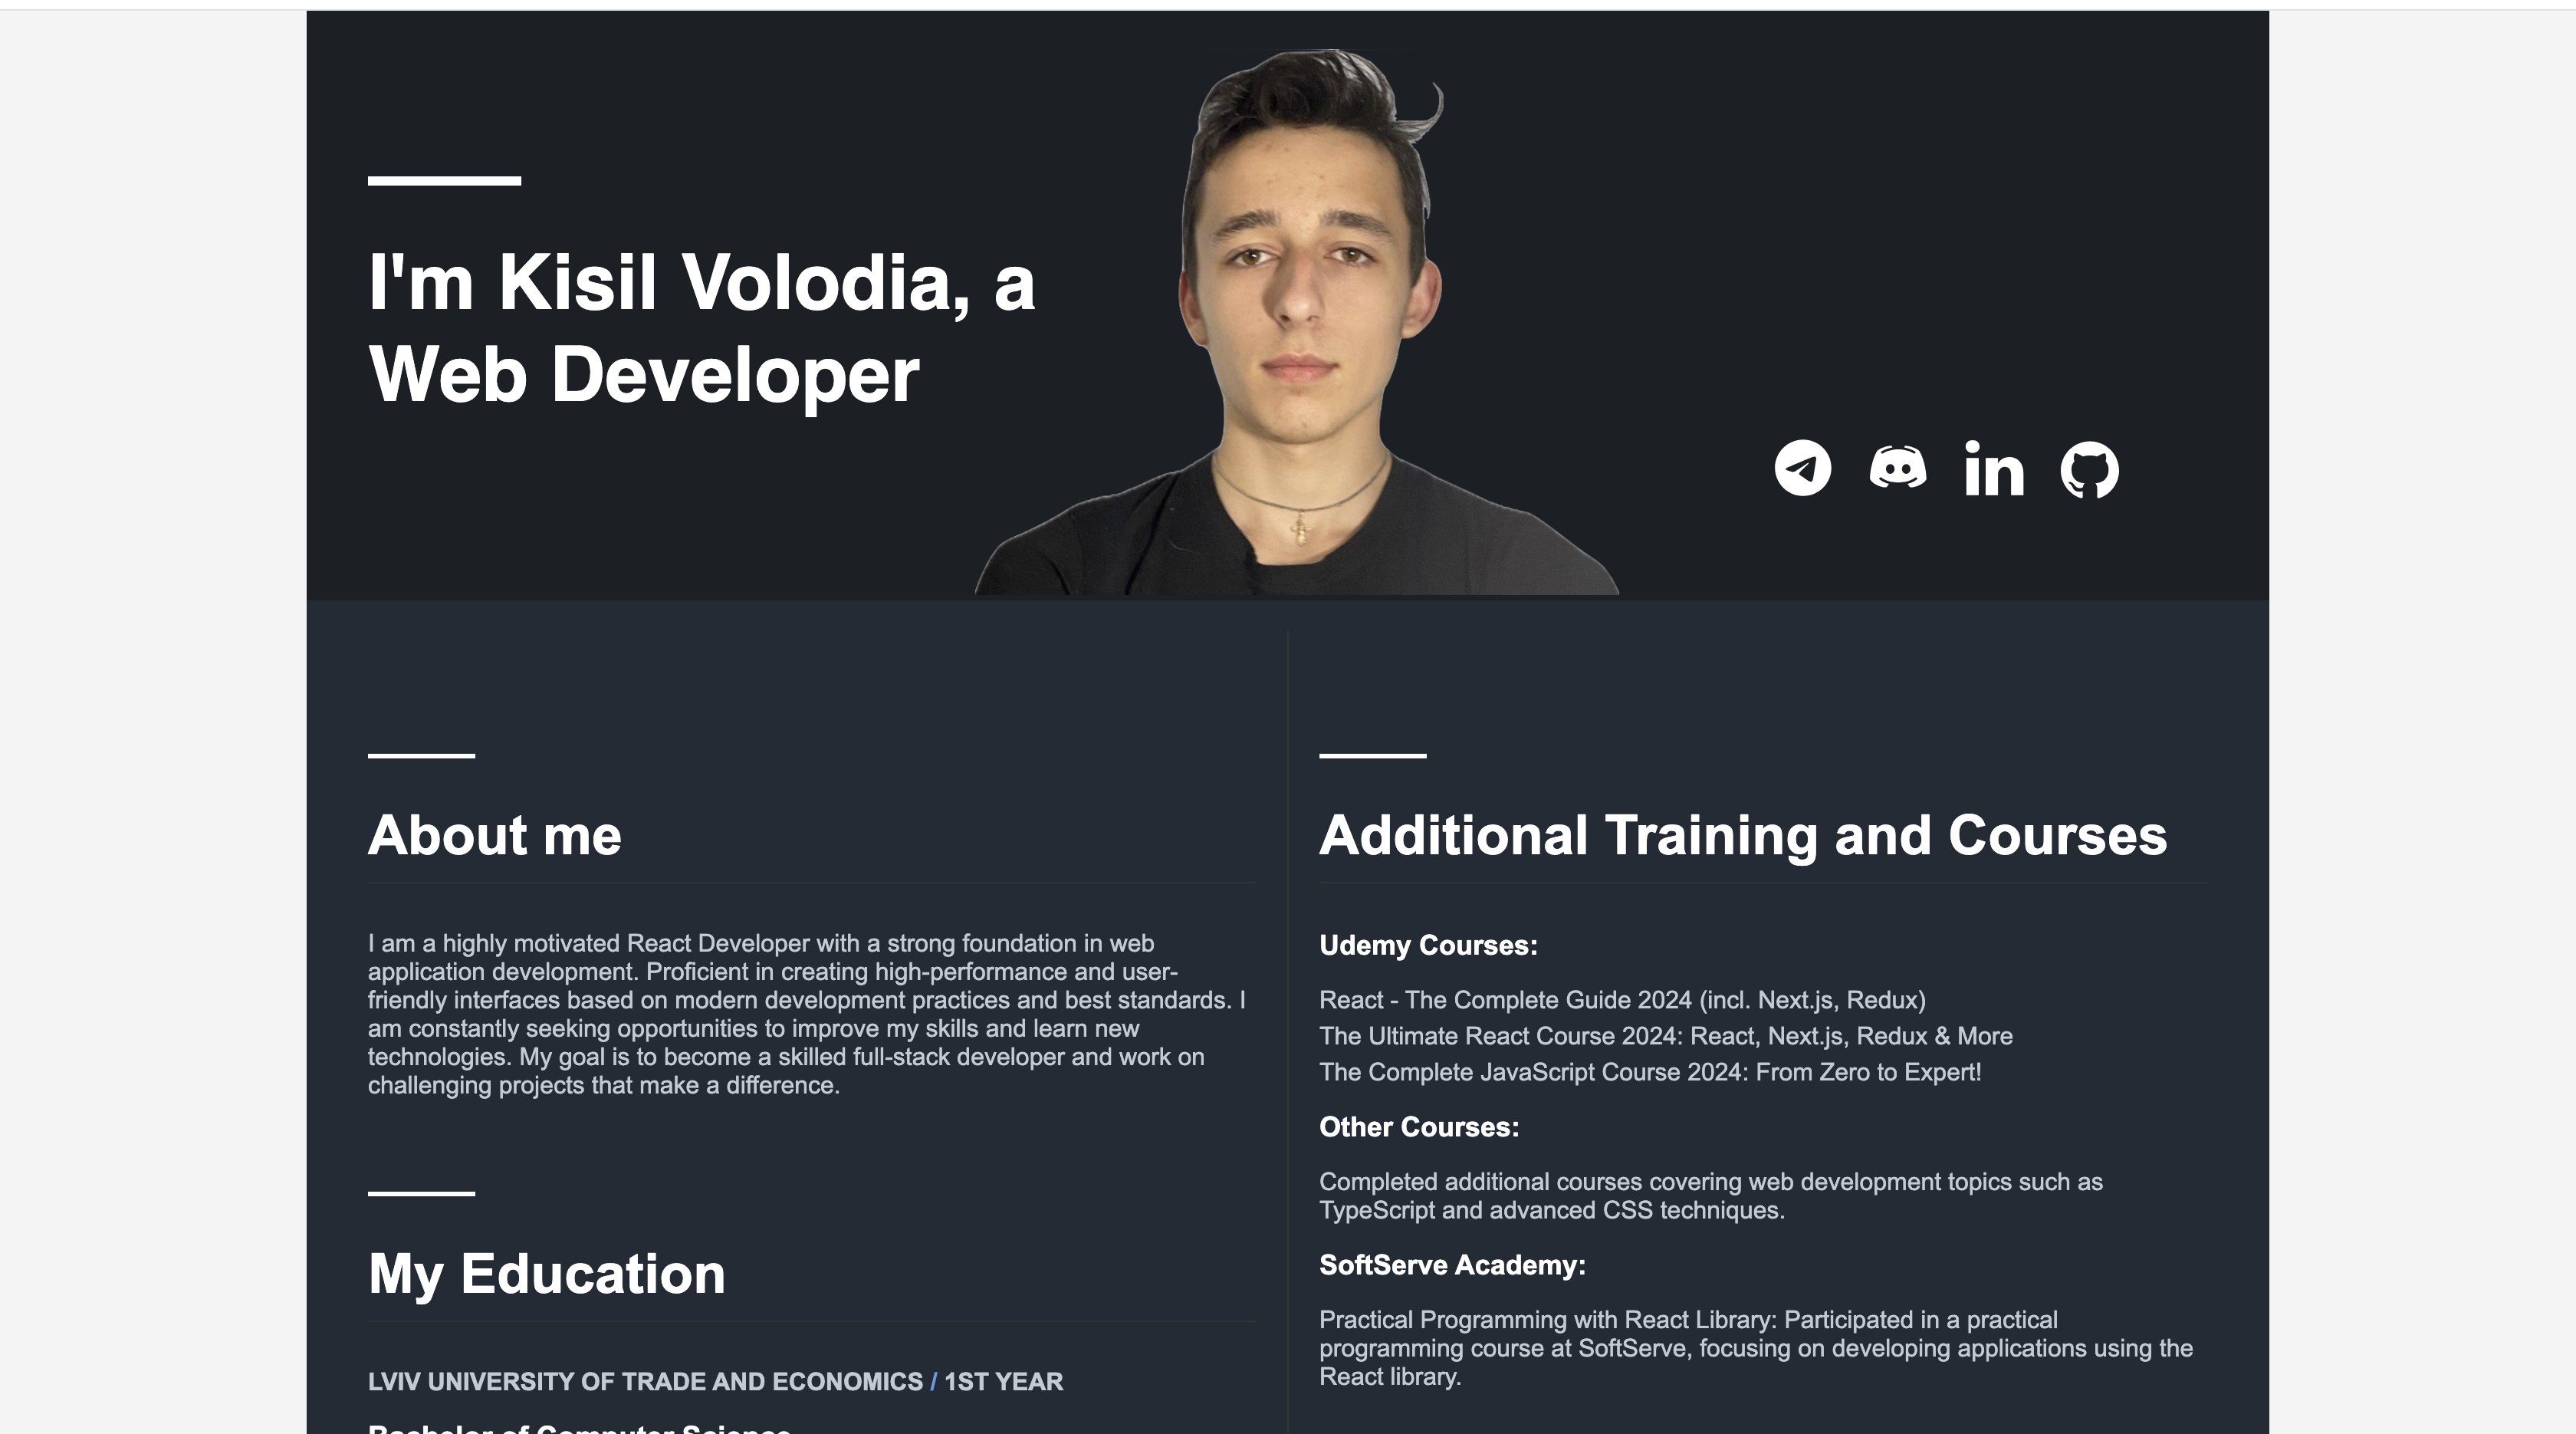 I'm Kisil Volodia, a
Web Developer
in
About me
I am a highly motivated React Developer with a strong foundation in web
application development. Proficient in creating high-performance and user-
friendly interfaces based on modern development practices and best standards. I
am constantly seeking opportunities to improve my skills and learn new
technologies. My goal is to become a skilled full-stack developer and work on
challenging projects that make a difference.
My Education
LVIV UNIVERSITY OF TRADE AND ECONOMICS / 1ST YEAR
Bachelor of Computer Science
Additional Training and Courses
Udemy Courses:
React - The Complete Guide 2024 (incl. Next.js, Redux)
The Ultimate React Course 2024: React, Next.js, Redux & More
The Complete JavaScript Course 2024: From Zero to Expert!
Other Courses:
Completed additional courses covering web development topics such as
TypeScript and advanced CSS techniques.
SoftServe Academy:
Practical Programming with React Library: Participated in a practical
programming course at SoftServe, focusing on developing applications using the
React library.